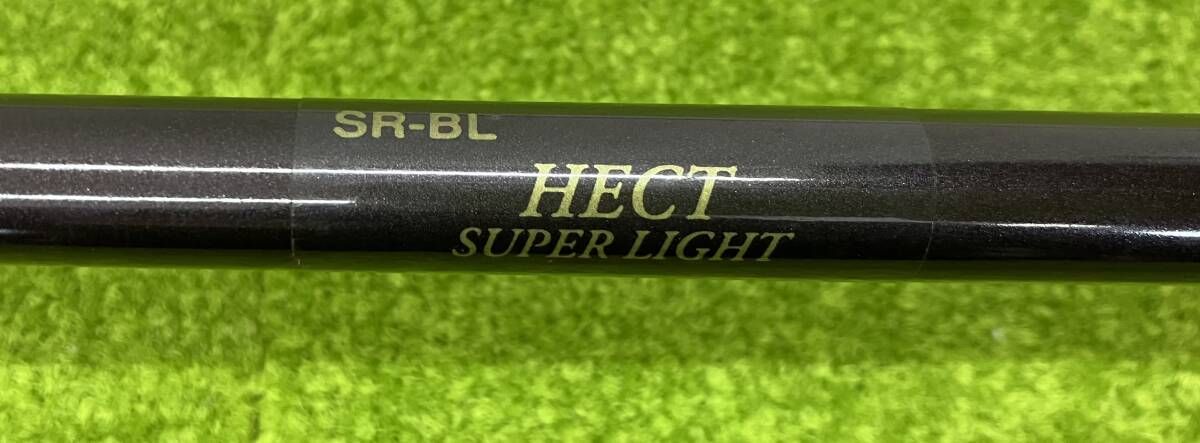 SR-BL
HECT
SUPER LIGHT